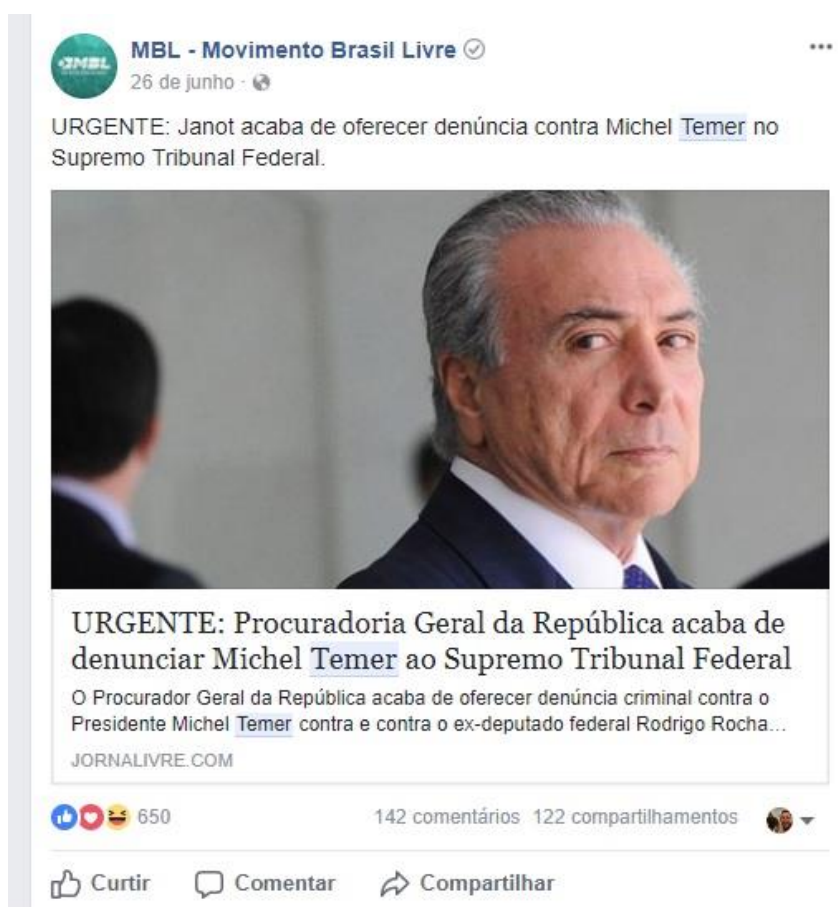 MBL
MBL - Movimento Brasil Livre
26 de junho ·
URGENTE: Janot acaba de oferecer denúncia contra Michel Temer no
Supremo Tribunal Federal.
URGENTE: Procuradoria Geral da República acaba de
denunciar Michel Temer ao Supremo Tribunal Federal
O Procurador Geral da República acaba de oferecer denúncia criminal contra o
Presidente Michel Temer contra e contra o ex-deputado federal Rodrigo Rocha...
JORNALIVRE.COM
650
142 comentários 122 compartilhamentos
Curtir Comentar Compartilhar